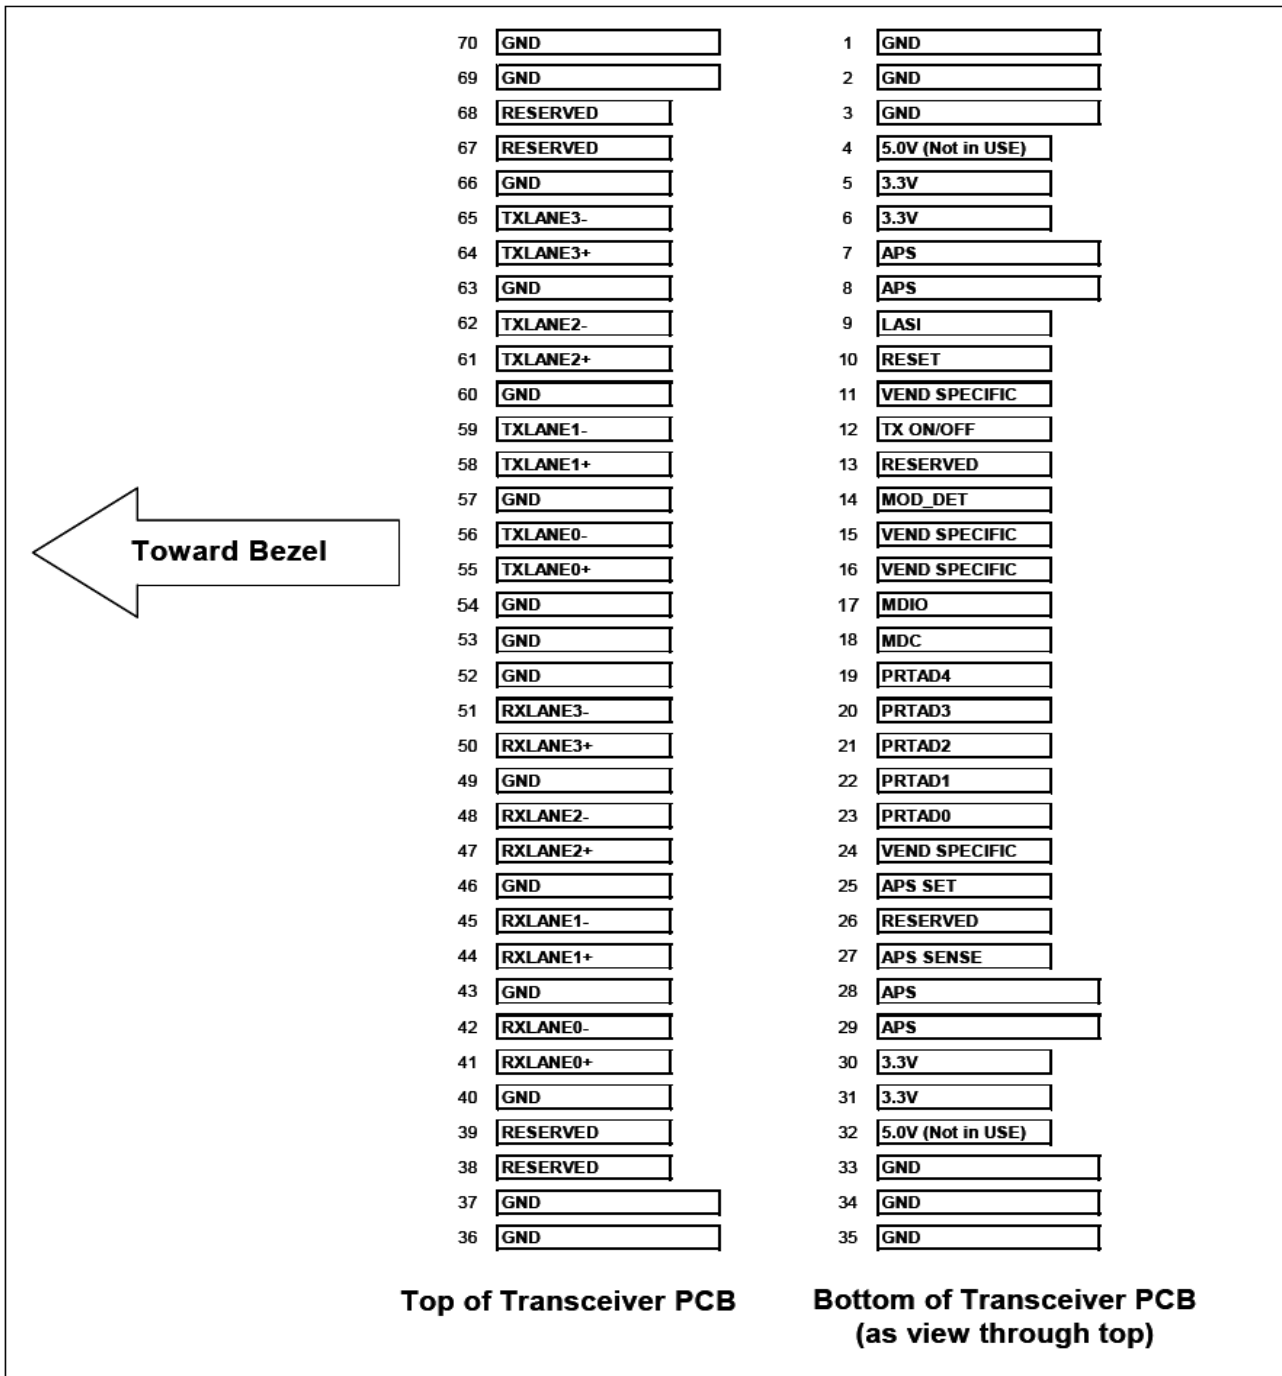 70 GND 1 GND
69 GND 2 GND
68 RESERVED 3 GND
67 RESERVED 4 5.0V (Not in USE)
66 GND 5 3.3V
65 TXLANE3- 6 3.3V
64 TXLANE3+ 7 APS
63 GND 8 APS
62 TXLANE2- 9 LASI
61 TXLANE2+ 10 RESET
60 GND 11 VEND SPECIFIC
59 TXLANE1- 12 TX ON/OFF
58 TXLANE1+ 13 RESERVED
57 GND 14 MOD_DET
56 TXLANE0- 15 VEND SPECIFIC
Toward Bezel
55 TXLANE0+ 16 VEND SPECIFIC
54 GND 17 MDIO
53 GND 18 MDC
52 GND 19 PRTAD4
51 RXLANE3- 20 PRTAD3
50 RXLANE3+ 21 PRTAD2
49 GND 22 PRTAD1
48 RXLANE2- 23 PRTAD0
47 RXLANE2+ 24 VEND SPECIFIC
46 GND 25 APS SET
45 RXLANE1- 26 RESERVED
44 RXLANE1+ 27 APS SENSE
43 GND 28 APS
42 RXLANE0- 29 APS
41 RXLANE0+ 30 3.3V
40 GND 31 3.3V
39 RESERVED 32 5.0V (Not in USE)
38 RESERVED 33 GND
37 GND 34 GND
36 GND 35 GND
Top of Transceiver PCB
Bottom of Transceiver PCB
(as view through top)